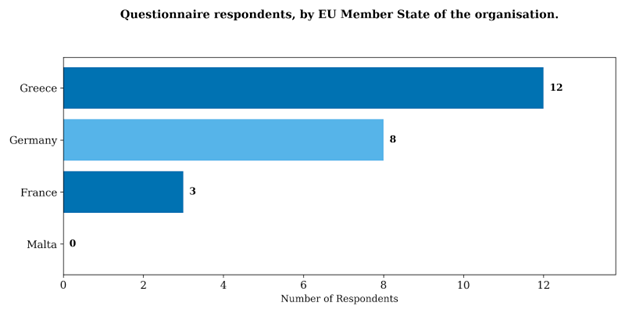 Questionnaire respondents, by EU Member State of the organisation.
Greece
12
Germany
8
France
3
Malta
0
0 2 4 6 8 10 12
Number of Respondents